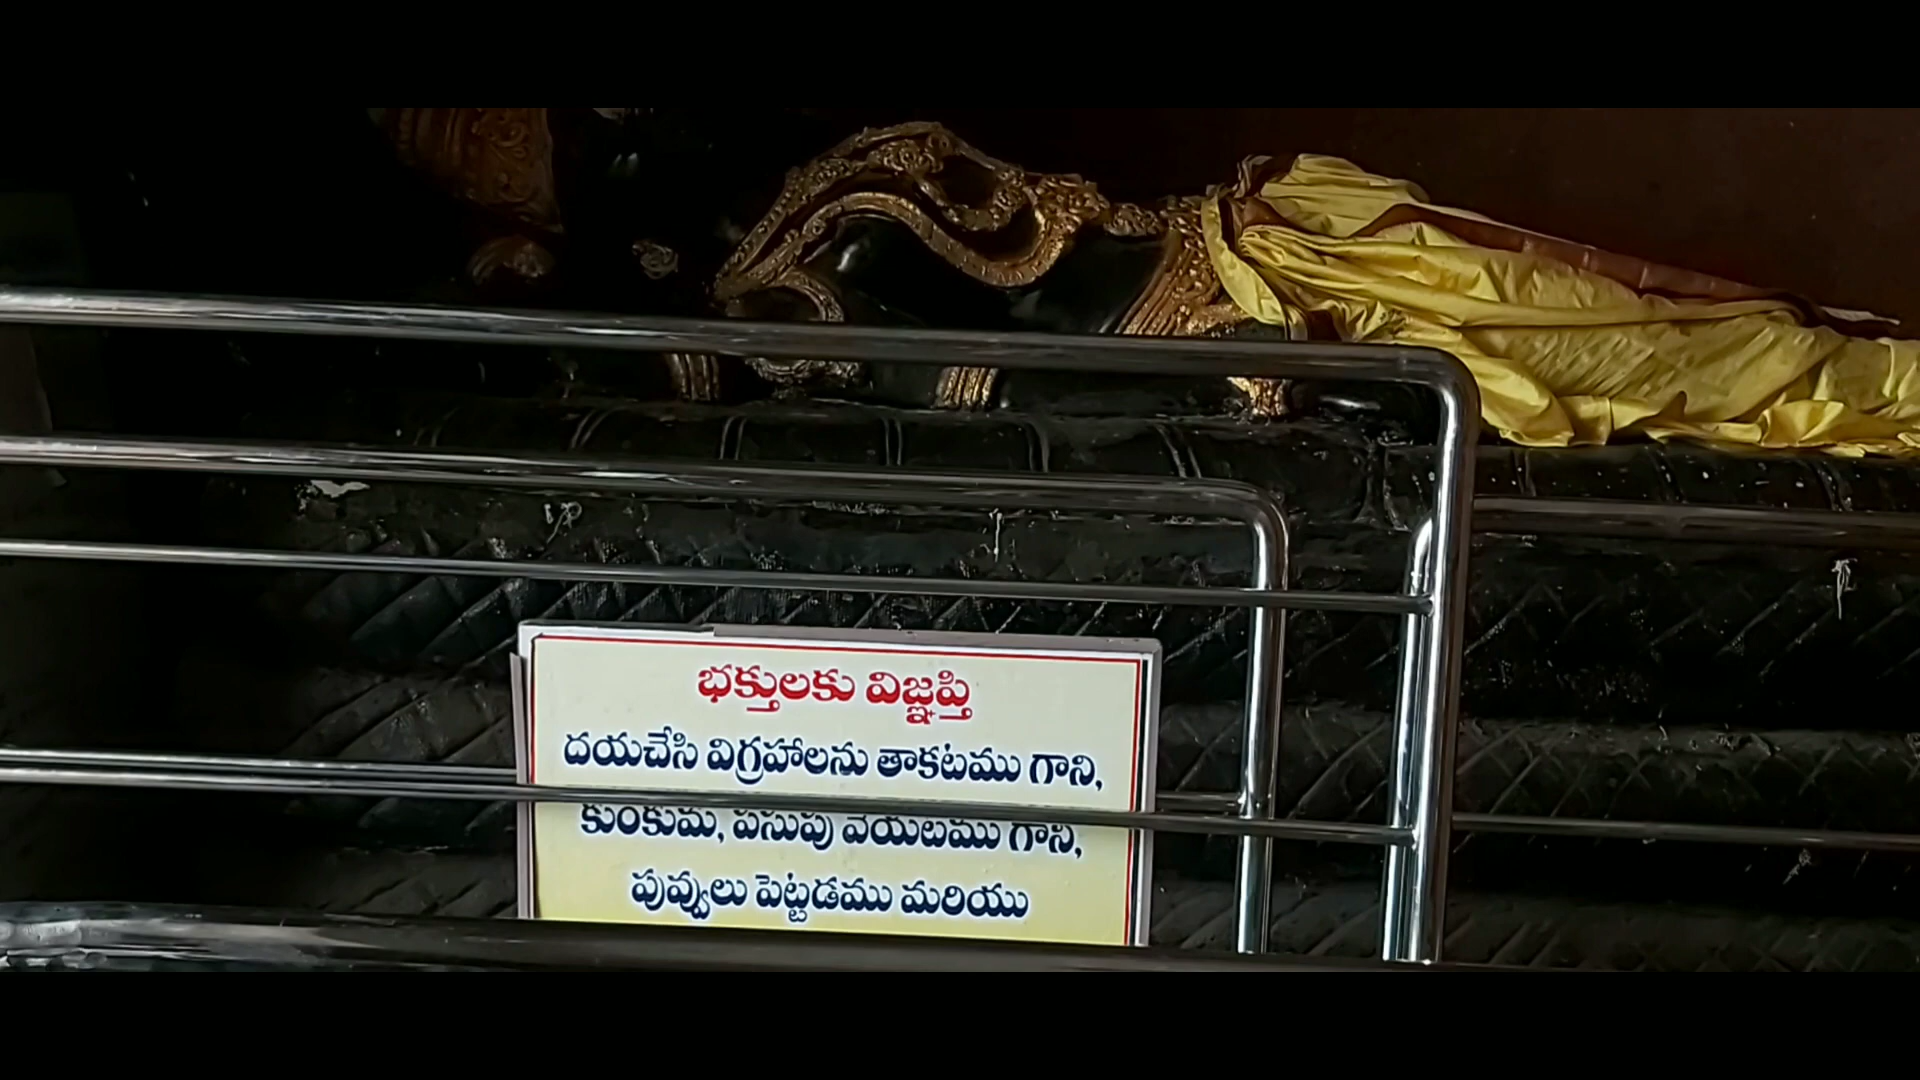 భక్తులకు విజ్ఞప్తి
దయచేసి విగ్రహాలను తాకటము గాని,
కుంకుమ, పసుపు వేయటము గాని,
పువ్వులు పెట్టడము మరియు